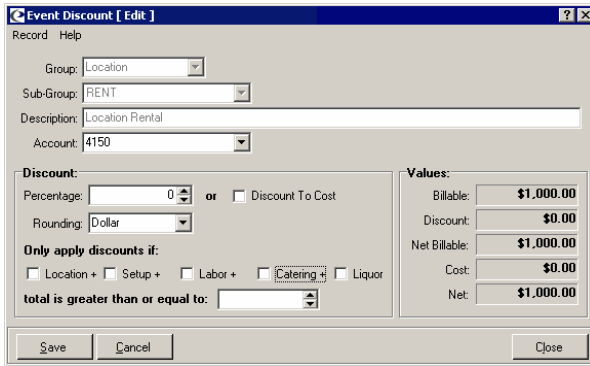 Event Discount [ Edit ]
Record Help
Group: Location
Sub-Group: RENT
Description: Location Rental
Account: 4150
Discount:
Percentage: 0 or Discount To Cost
Rounding: Dollar
Only apply discounts if:
Location + Setup + Labor + Catering + Liquor
total is greater than or equal to:
Values:
Billable: $1,000.00
Discount: $0.00
Net Billable: $1,000.00
Cost: $0.00
Net: $1,000.00
Save Cancel Close